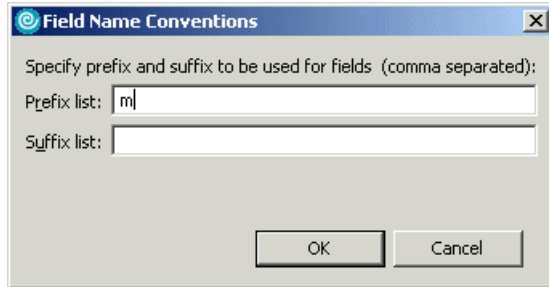 Field Name Conventions
Specify prefix and suffix to be used for fields (comma separated):
Prefix list: m
Suffix list:
OK Cancel